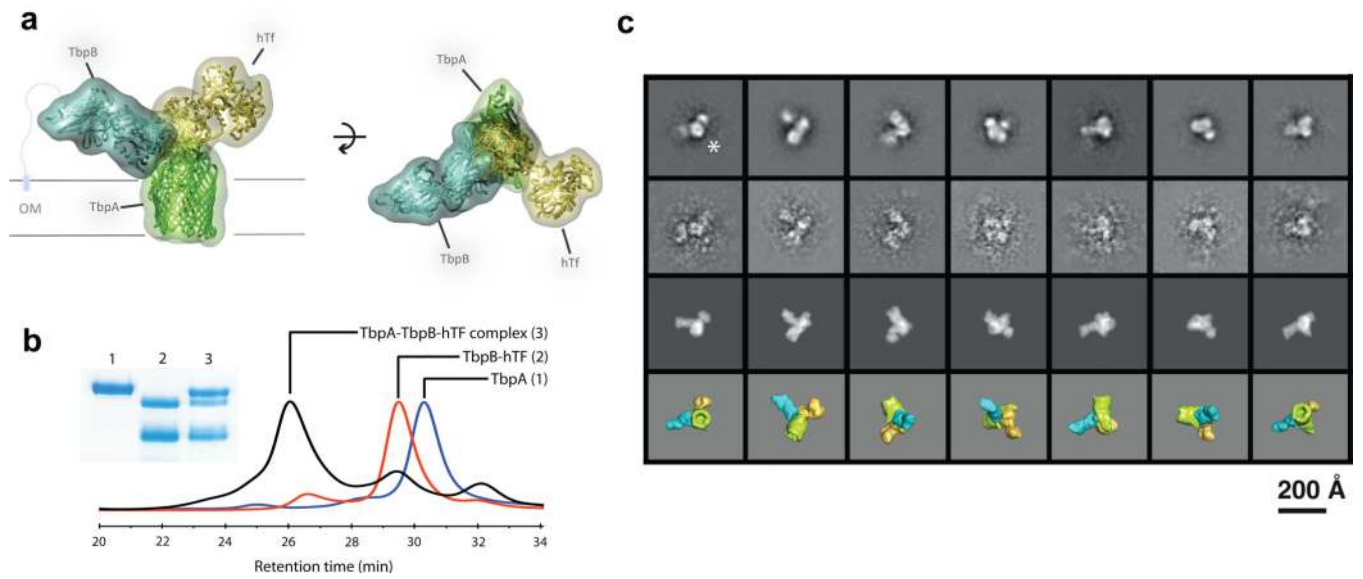 a
TbpB
hTf
OM
TbpA
TbpA
TbpB
hTf
b
1 2 3
TbpA-TbpB-hTF complex (3)
TbpB-hTF (2)
TbpA (1)
20 22 24 26 28 30 32 34
Retention time (min)
c
*
200 Å